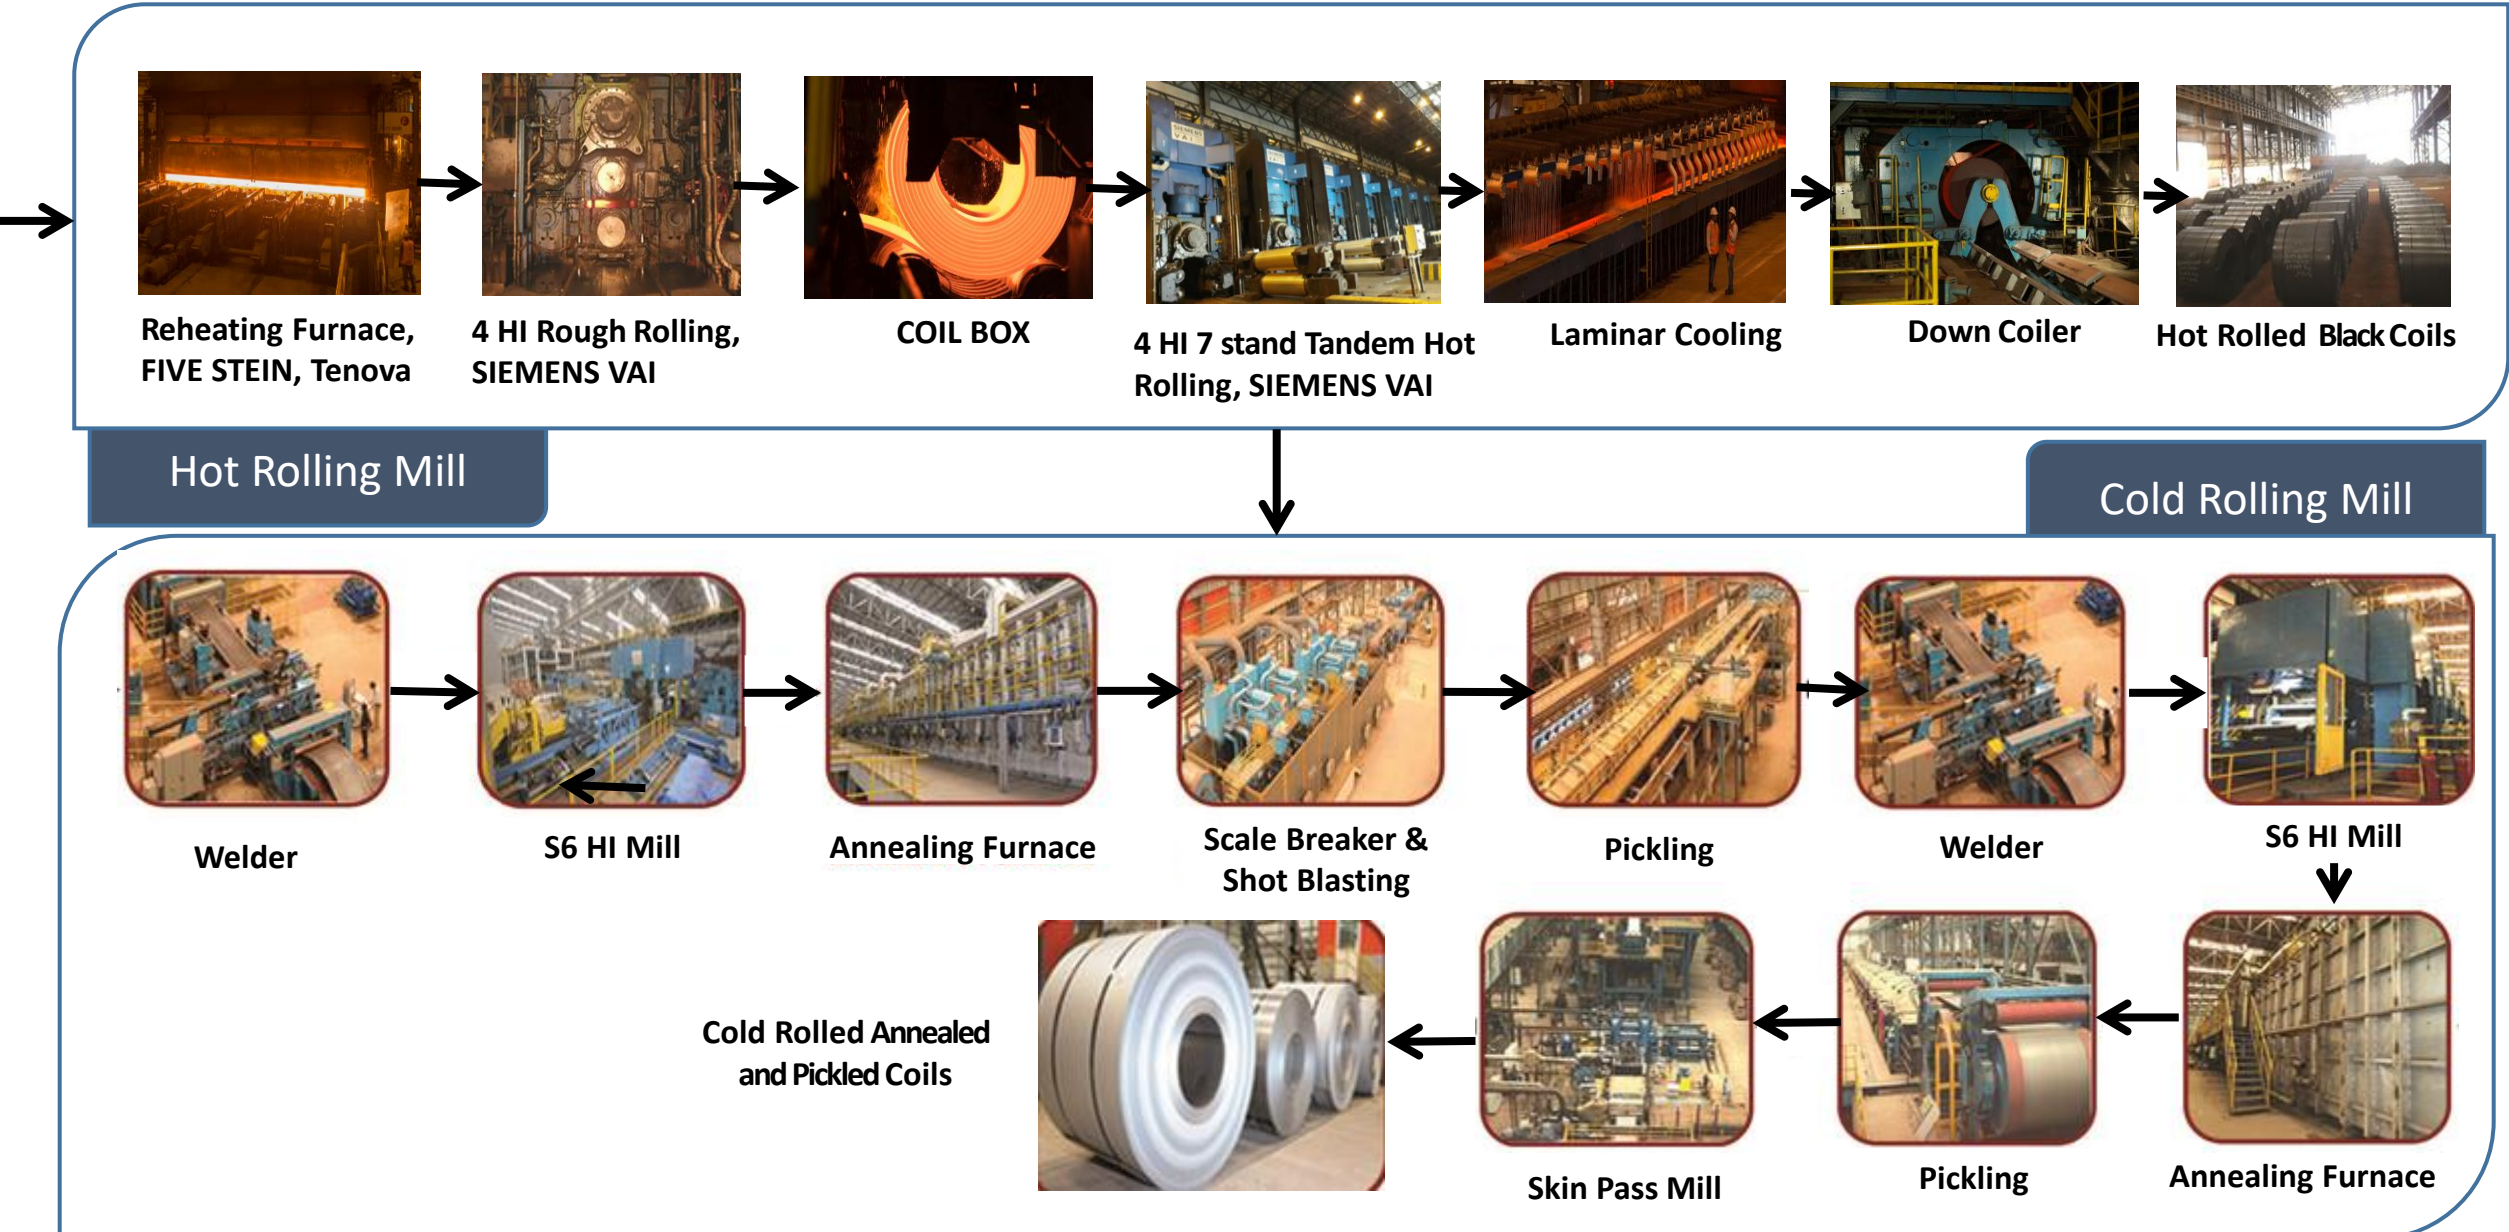 Reheating Furnace,
FIVE STEIN, Tenova
4 HI Rough Rolling,
SIEMENS VAI
COIL BOX
SIEMENS
VAI
4 HI 7 stand Tandem Hot
Rolling, SIEMENS VAI
Laminar Cooling
Down Coiler
Hot Rolled Black Coils
Hot Rolling Mill
Cold Rolling Mill
Welder
S6 HI Mill
Annealing Furnace
Scale Breaker &
Shot Blasting
Pickling
Welder
S6 HI Mill
Cold Rolled Annealed
and Pickled Coils
Skin Pass Mill
Pickling
Annealing Furnace